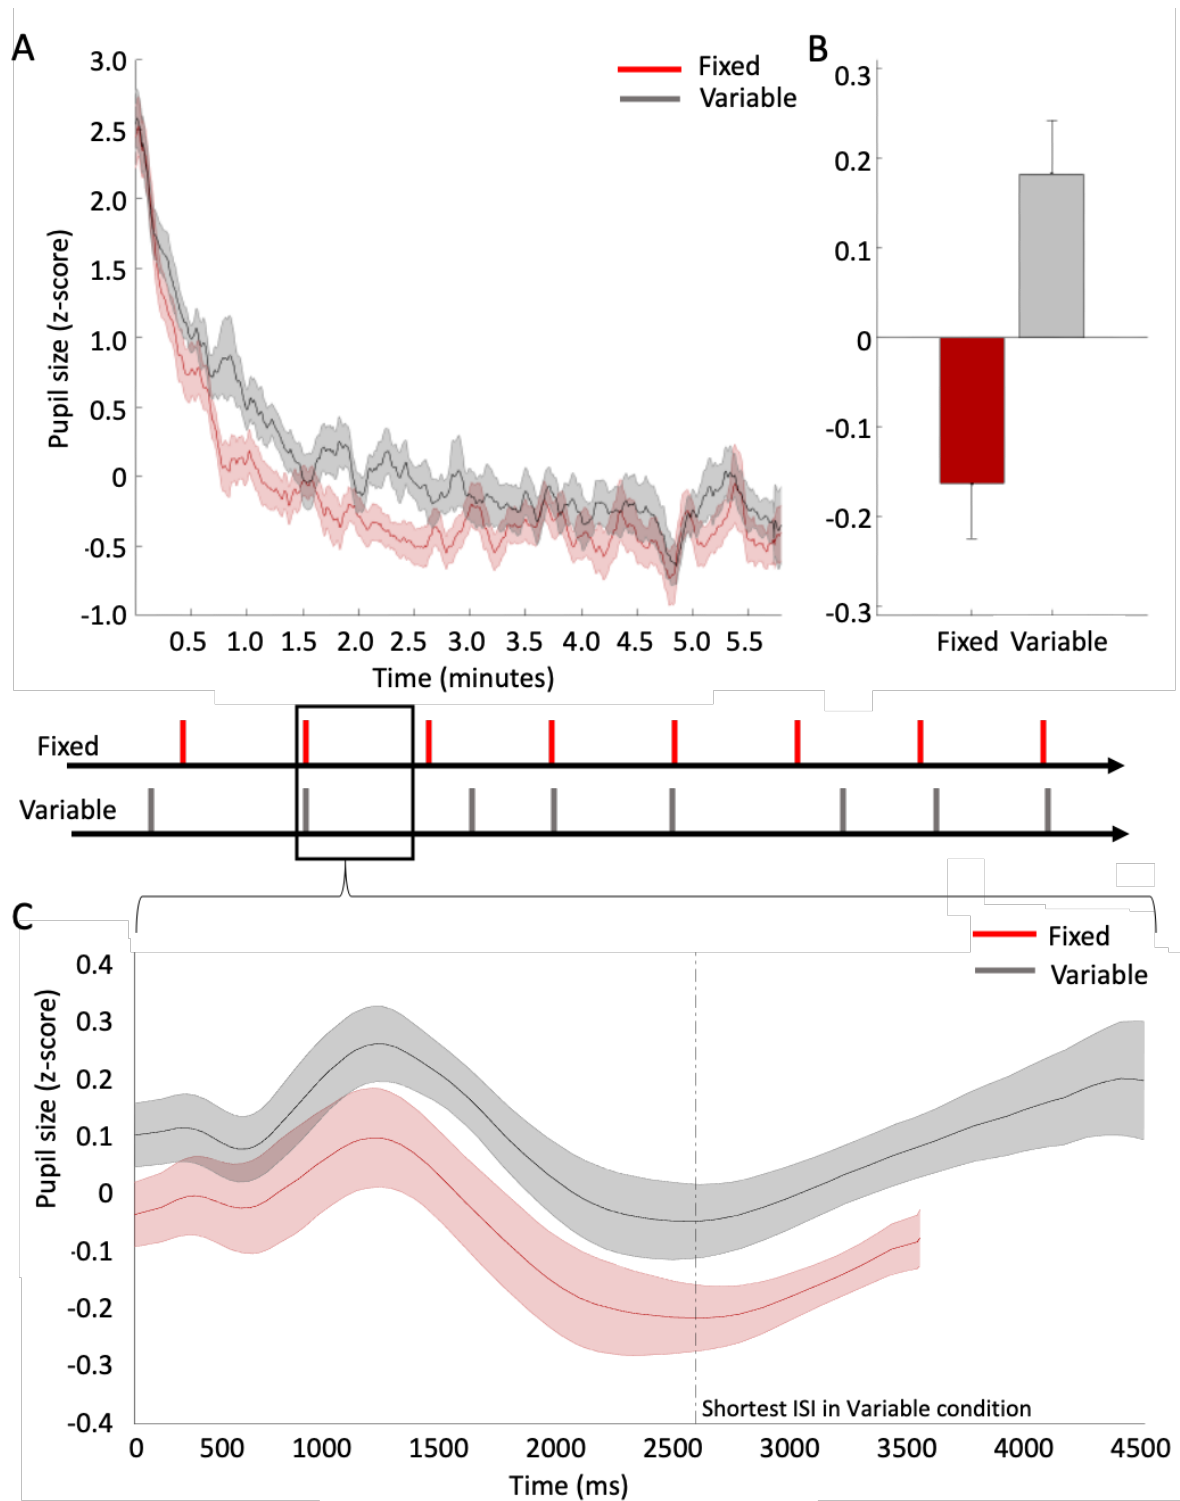 A
3.0
2.5
2.0
1.5
1.0
0.5
0
-0.5
-1.0
Pupil size (z-score)
Fixed
Variable
0.5 1.0 1.5 2.0 2.5 3.0 3.5 4.0 4.5 5.0 5.5
Time (minutes)
B
0.3
0.2
0.1
0
-0.1
-0.2
-0.3
Fixed Variable
Fixed
Variable
C
Fixed
Variable
0.4
0.3
0.2
0.1
0
-0.1
-0.2
-0.3
-0.4
Pupil size (z-score)
Shortest ISI in Variable condition
0 500 1000 1500 2000 2500 3000 3500 4000 4500
Time (ms)